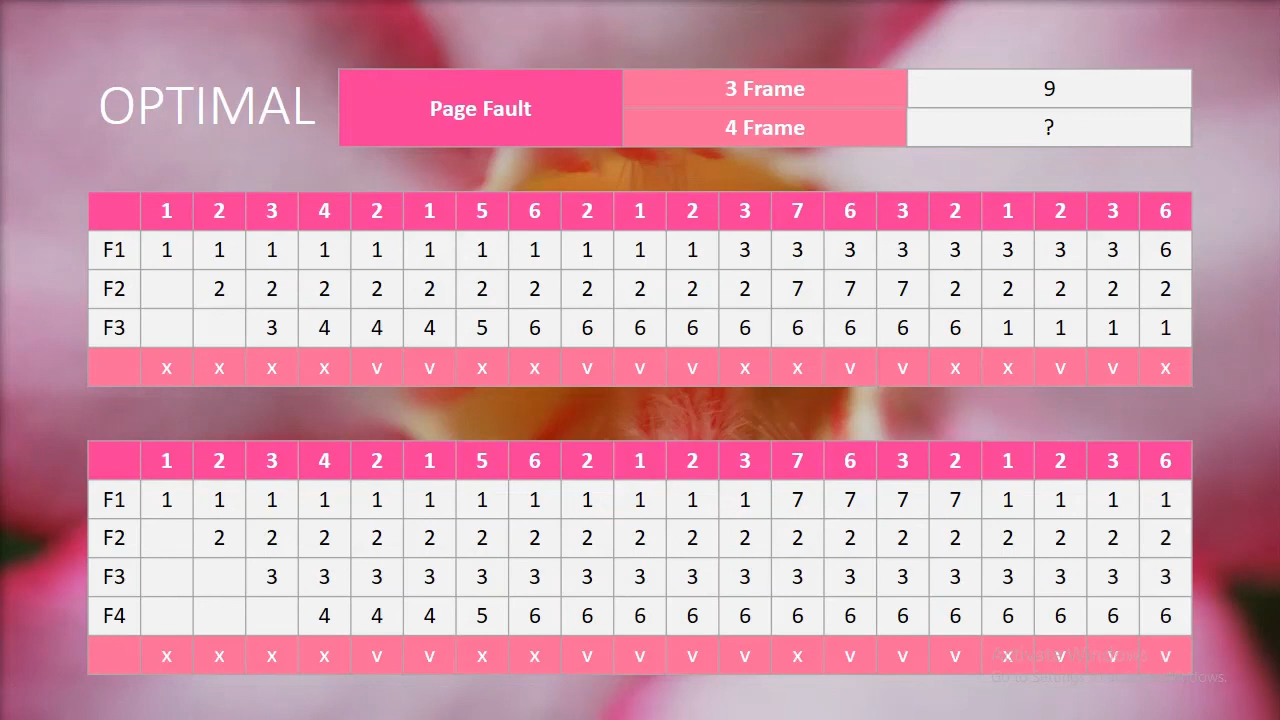 OPTIMAL
Page Fault
3 Frame 9
4 Frame ?
1 2 3 4 2 1 5 6 2 1 2 3 7 6 3 2 1 2 3 6
F1 1 1 1 1 1 1 1 1 1 1 1 3 3 3 3 3 3 3 3 6
F2 2 2 2 2 2 2 2 2 2 2 2 7 7 7 2 2 2 2 2
F3 3 4 4 4 5 6 6 6 6 6 6 6 6 6 1 1 1 1
x x x x v v x x v v v x x v v x x v v x
1 2 3 4 2 1 5 6 2 1 2 3 7 6 3 2 1 2 3 6
F1 1 1 1 1 1 1 1 1 1 1 1 1 7 7 7 7 1 1 1 1
F2 2 2 2 2 2 2 2 2 2 2 2 2 2 2 2 2 2 2 2
F3 3 3 3 3 3 3 3 3 3 3 3 3 3 3 3 3 3 3
F4 4 4 4 5 6 6 6 6 6 6 6 6 6 6 6 6 6
x x x x v v x x v v v v x v v v x v v v
Activate Windows
Go to Settings to activate Windows.